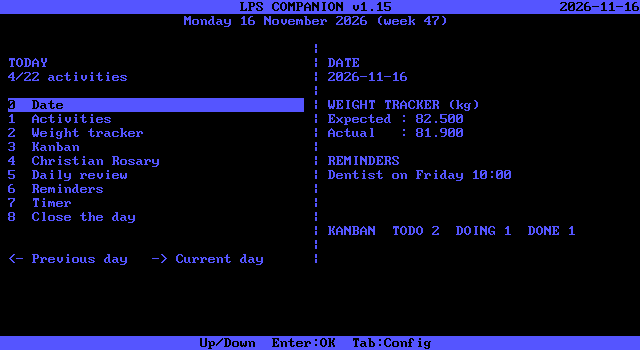 LPS COMPANION v1.15 2026-11-16
Monday 16 November 2026 (week 47)
TODAY
4/22 activities
0 Date
1 Activities
2 Weight tracker
3 Kanban
4 Christian Rosary
5 Daily review
6 Reminders
7 Timer
8 Close the day
<- Previous day -> Current day
DATE
2026-11-16
WEIGHT TRACKER (kg)
Expected : 82.500
Actual : 81.900
REMINDERS
Dentist on Friday 10:00
KANBAN TODO 2 DOING 1 DONE 1
Up/Down Enter:OK Tab:Config